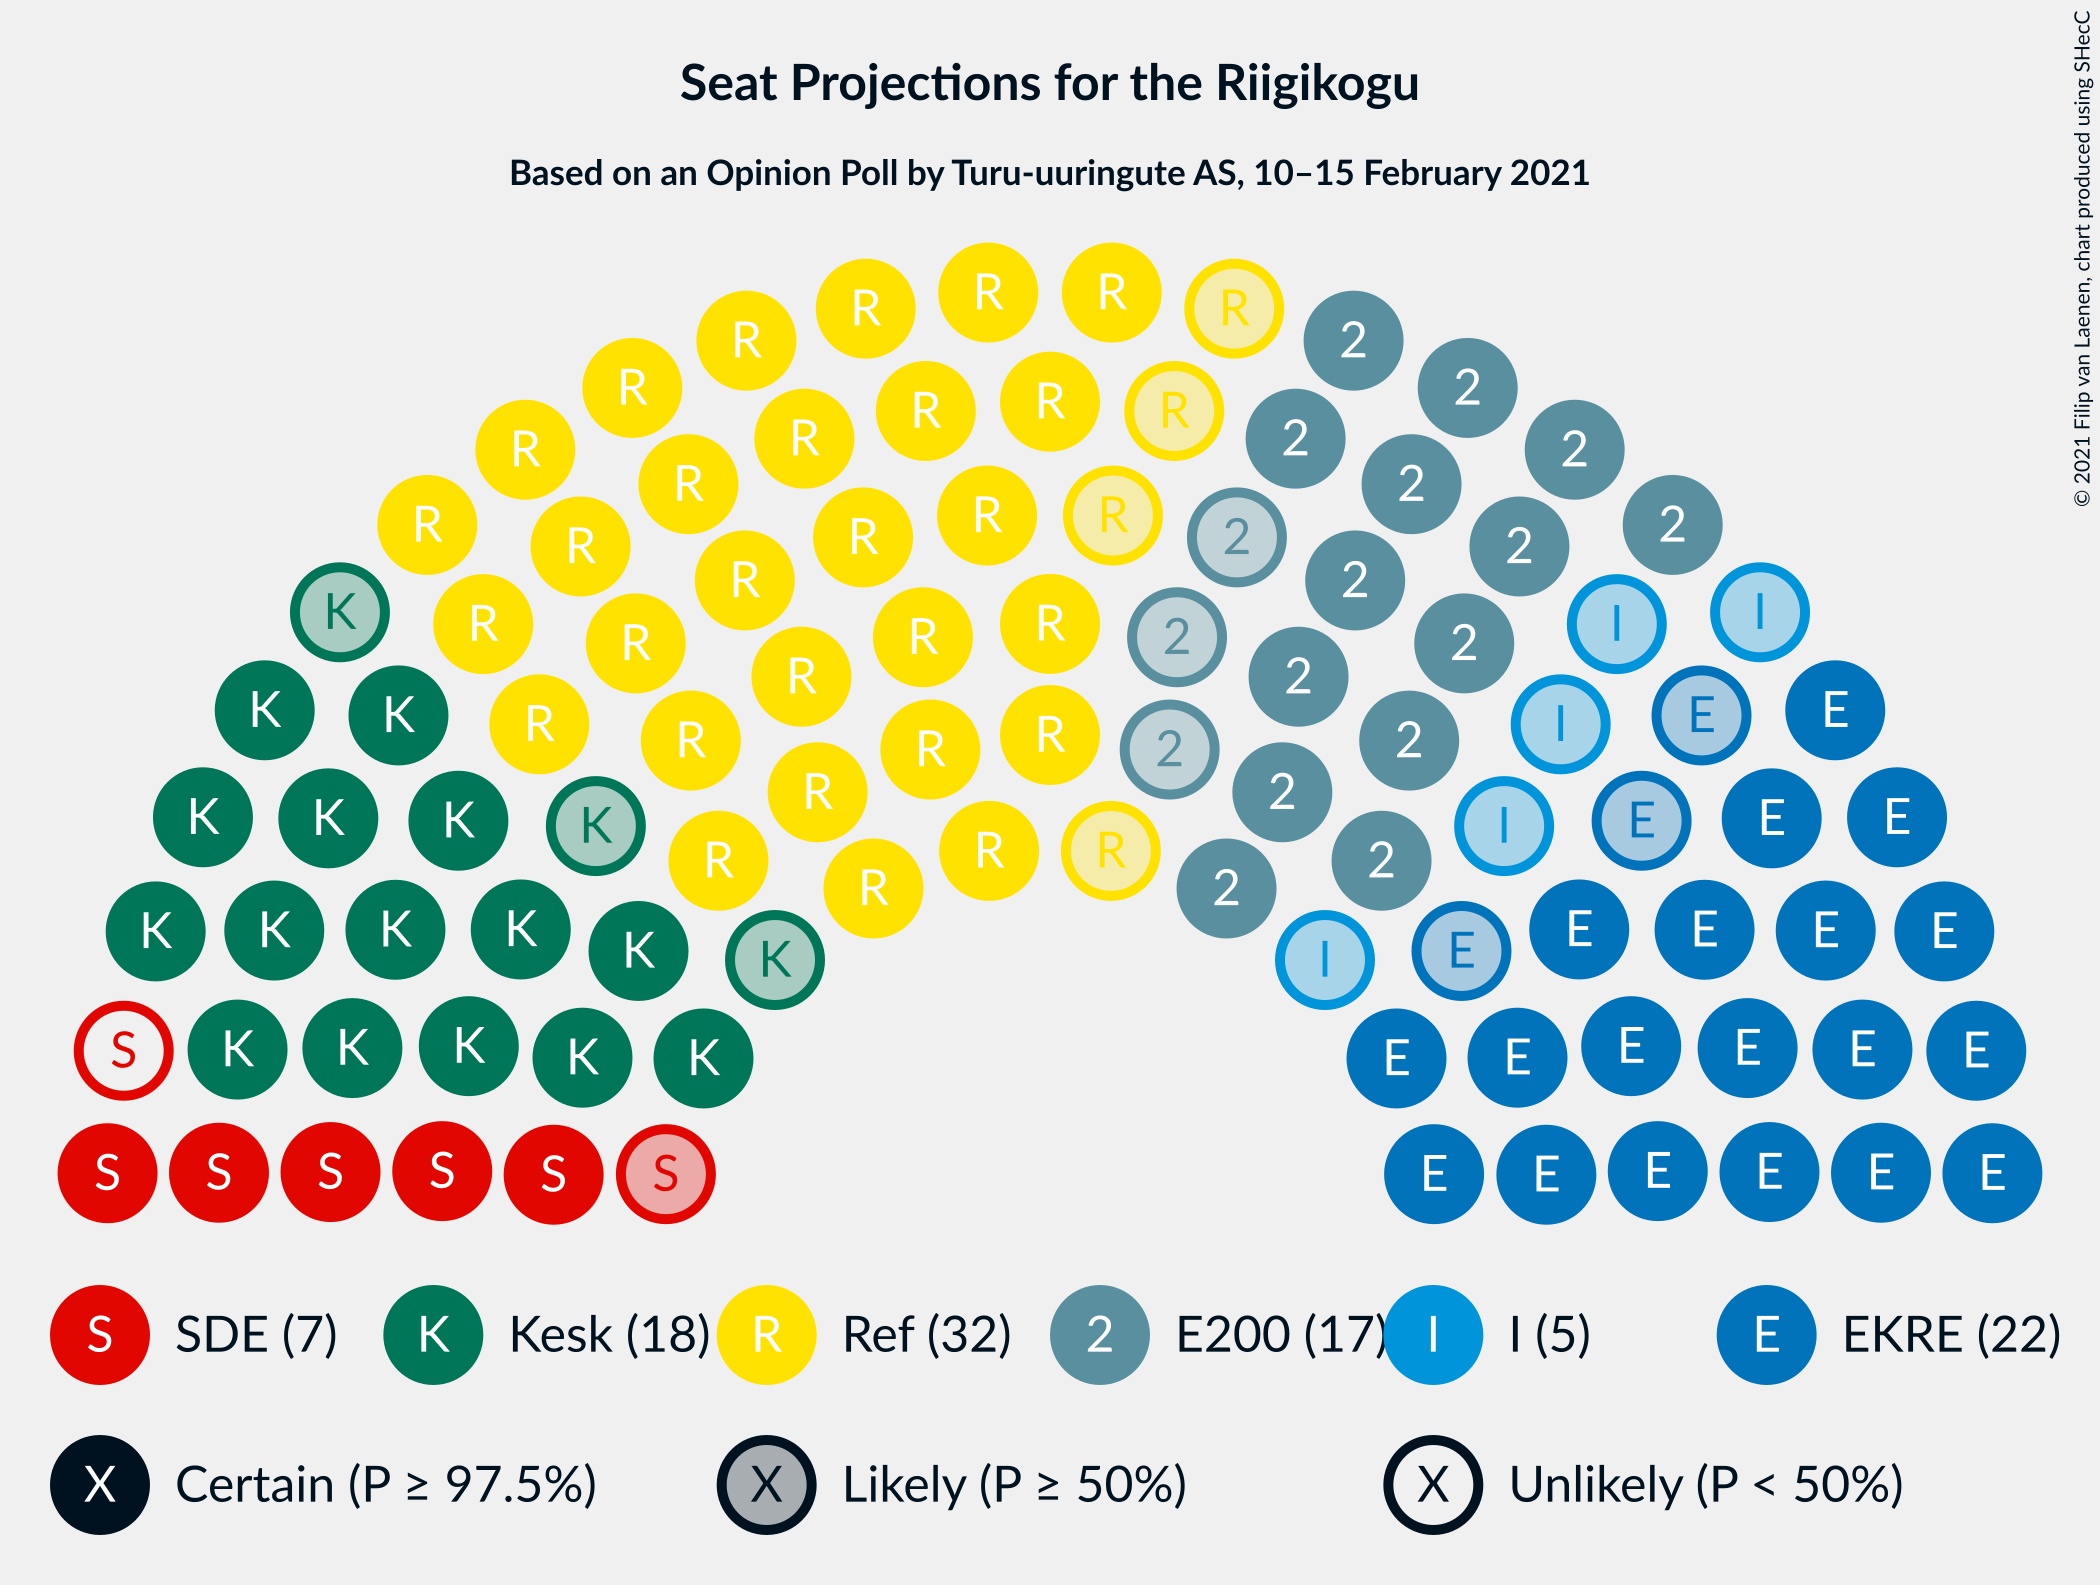 Seat Projections for the Riigikogu
Based on an Opinion Poll by Turu-uuringute AS, 10–15 February 2021
© 2021 Filip van Laenen, chart produced using SHecC
R R R R R
R 2
R R R R 2
R 2 2
R R R 2 2
R R 2 2
R R R 2 2
K R R R R 2 2 I I
K K R R R 2 2 I E E
R R R 2
K K K K R R 2 I E E E
R R R 2 2
K K K K K K I E E E E E
S K K K K K E E E E E E
S S S S S S E E E E E E
S SDE (7) K Kesk (18) R Ref (32) 2 E200 (17) I I (5) E EKRE (22)
X Certain (P ≥ 97.5%) X Likely (P ≥ 50%) X Unlikely (P < 50%)